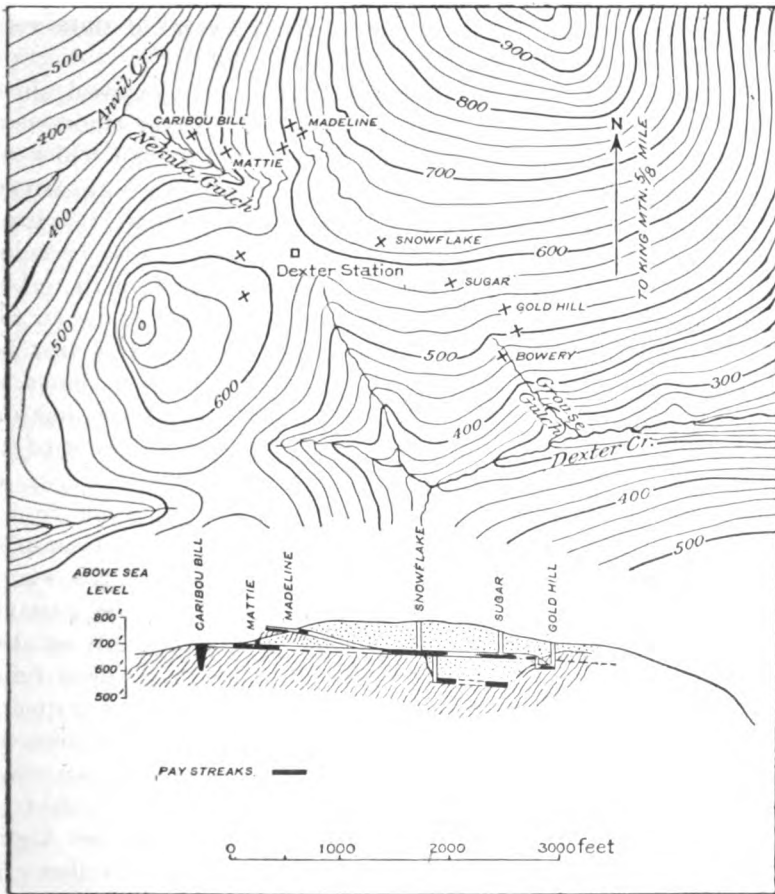 500
900
Anvil Cr.
800
CARIBOU BILL
MADELINE
N
400
MATTIE
Nekula Gulch
700
TO KING MTN. 5/8 MILE
400
SNOWFLAKE
600
Dexter Station
SUGAR
GOLD HILL
500
500
BOWERY
600
300
Grouse Gulch
400
Dexter Cr.
400
500
ABOVE SEA
LEVEL
CARIBOU BILL
MATTIE
MADELINE
SNOWFLAKE
SUGAR
GOLD HILL
800'
700'
600'
500'
PAY STREAKS.
0 1000 2000 3000 feet